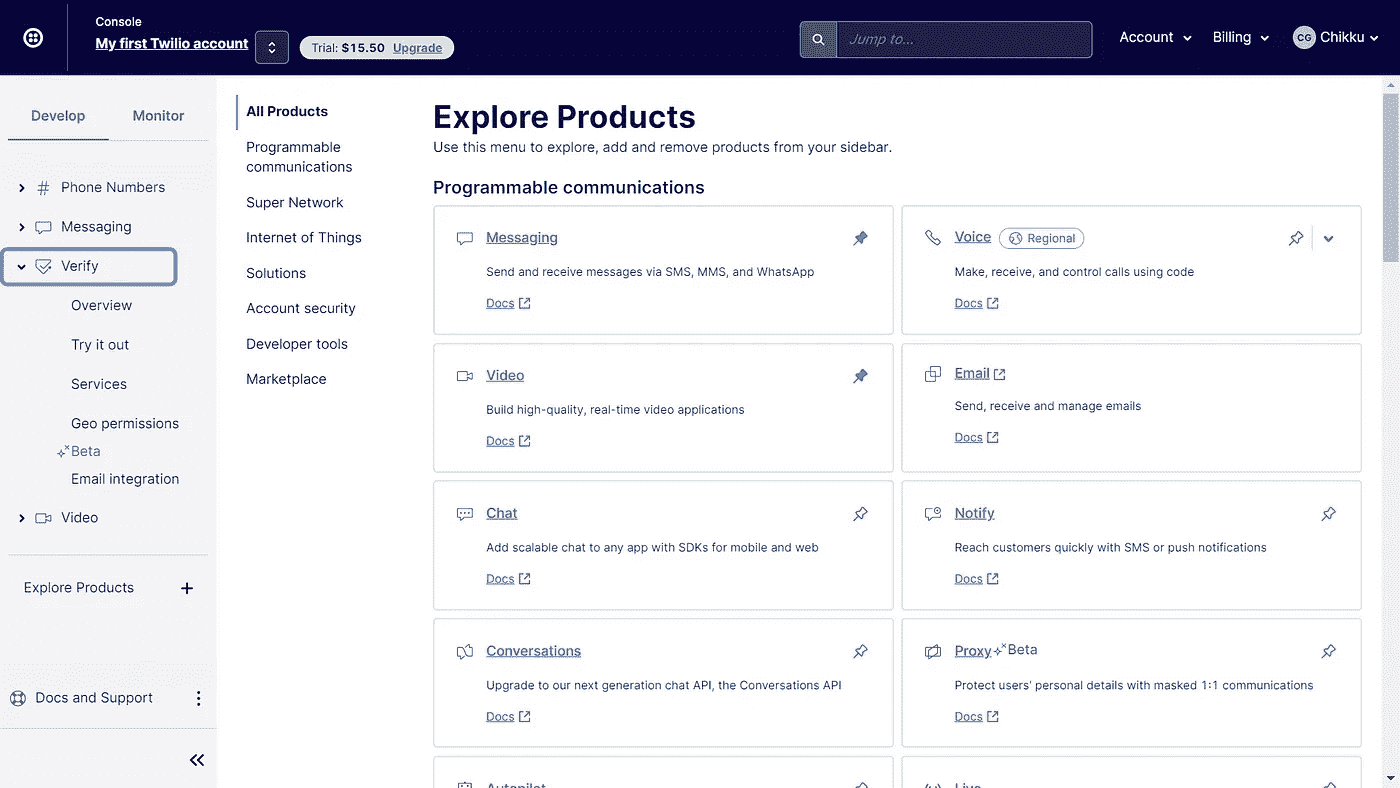 Console
My first Twilio account
Trial: $15.50 Upgrade
Jump to...
Account
Billing
CG Chikku
Develop
Monitor
# Phone Numbers
Messaging
Verify
Overview
Try it out
Services
Geo permissions
Beta
Email integration
Video
Explore Products +
Docs and Support
All Products
Programmable
communications
Super Network
Internet of Things
Solutions
Account security
Developer tools
Marketplace
Explore Products
Use this menu to explore, add and remove products from your sidebar.
Programmable communications
Messaging
Send and receive messages via SMS, MMS, and WhatsApp
Docs
Voice Regional
Make, receive, and control calls using code
Docs
Video
Build high-quality, real-time video applications
Docs
Email
Send, receive and manage emails
Docs
Chat
Add scalable chat to any app with SDKs for mobile and web
Docs
Notify
Reach customers quickly with SMS or push notifications
Docs
Conversations
Upgrade to our next generation chat API, the Conversations API
Docs
Proxy Beta
Protect users' personal details with masked 1:1 communications
Docs
Autopilot
Live